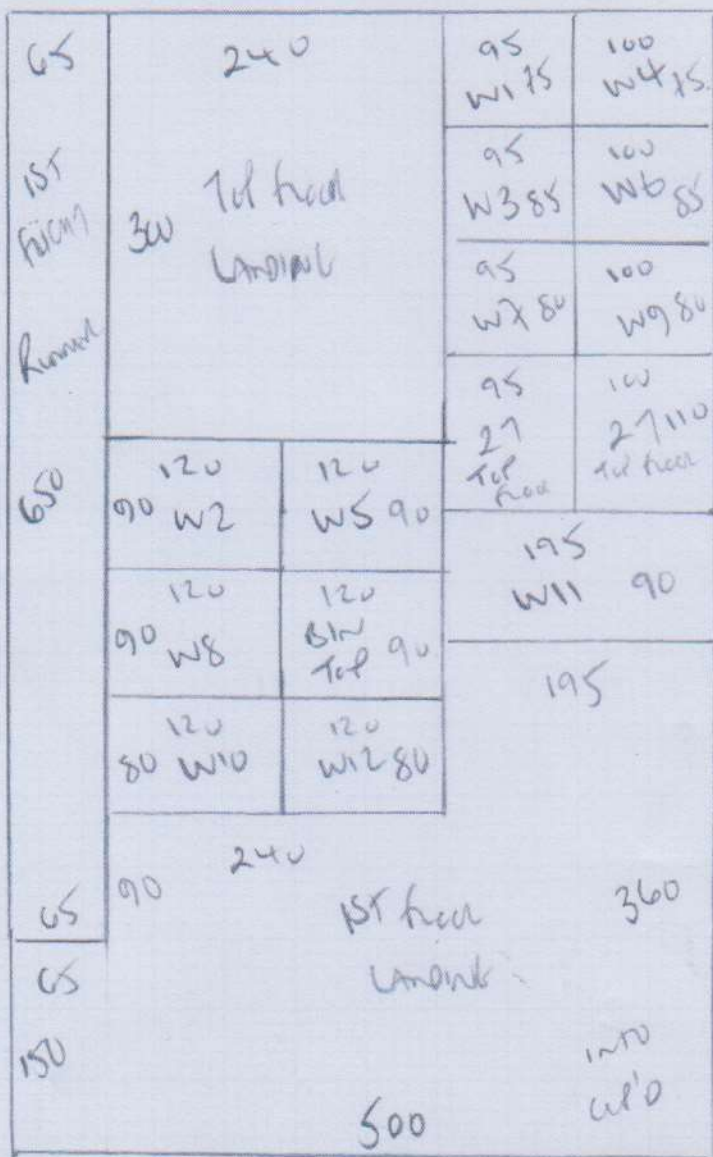 65
1ST
FLIGHT
Runner
650
65
65
150
240
300
Top floor
LANDING
95
W1 75
100
W4 75
95
W3 85
100
W6 85
95
W7 80
100
W9 80
95
27
Top
floor
100
27 110
Top floor
120
90 W2
120
W5 90
120
90 W8
120
BIN
Top 90
120
80 W10
120
W12 80
195
W11 90
195
240
90
1ST floor
LANDING
360
INTO
CUP'D
500